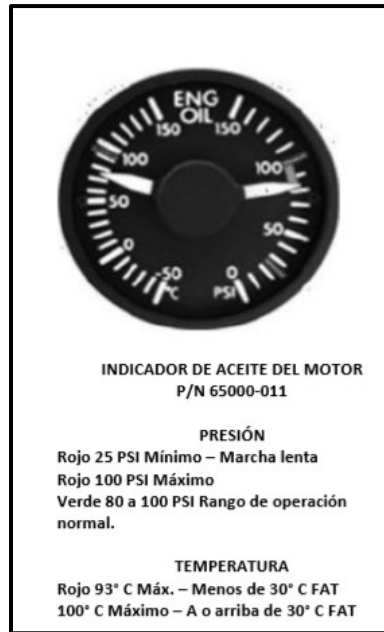 ENG
OIL
150 150
100 100
50 50
0
-50 0
°C PSI
INDICADOR DE ACEITE DEL MOTOR
P/N 65000-011
PRESIÓN
Rojo 25 PSI Mínimo – Marcha lenta
Rojo 100 PSI Máximo
Verde 80 a 100 PSI Rango de operación
normal.
TEMPERATURA
Rojo 93° C Máx. – Menos de 30° C FAT
100° C Máximo – A o arriba de 30° C FAT